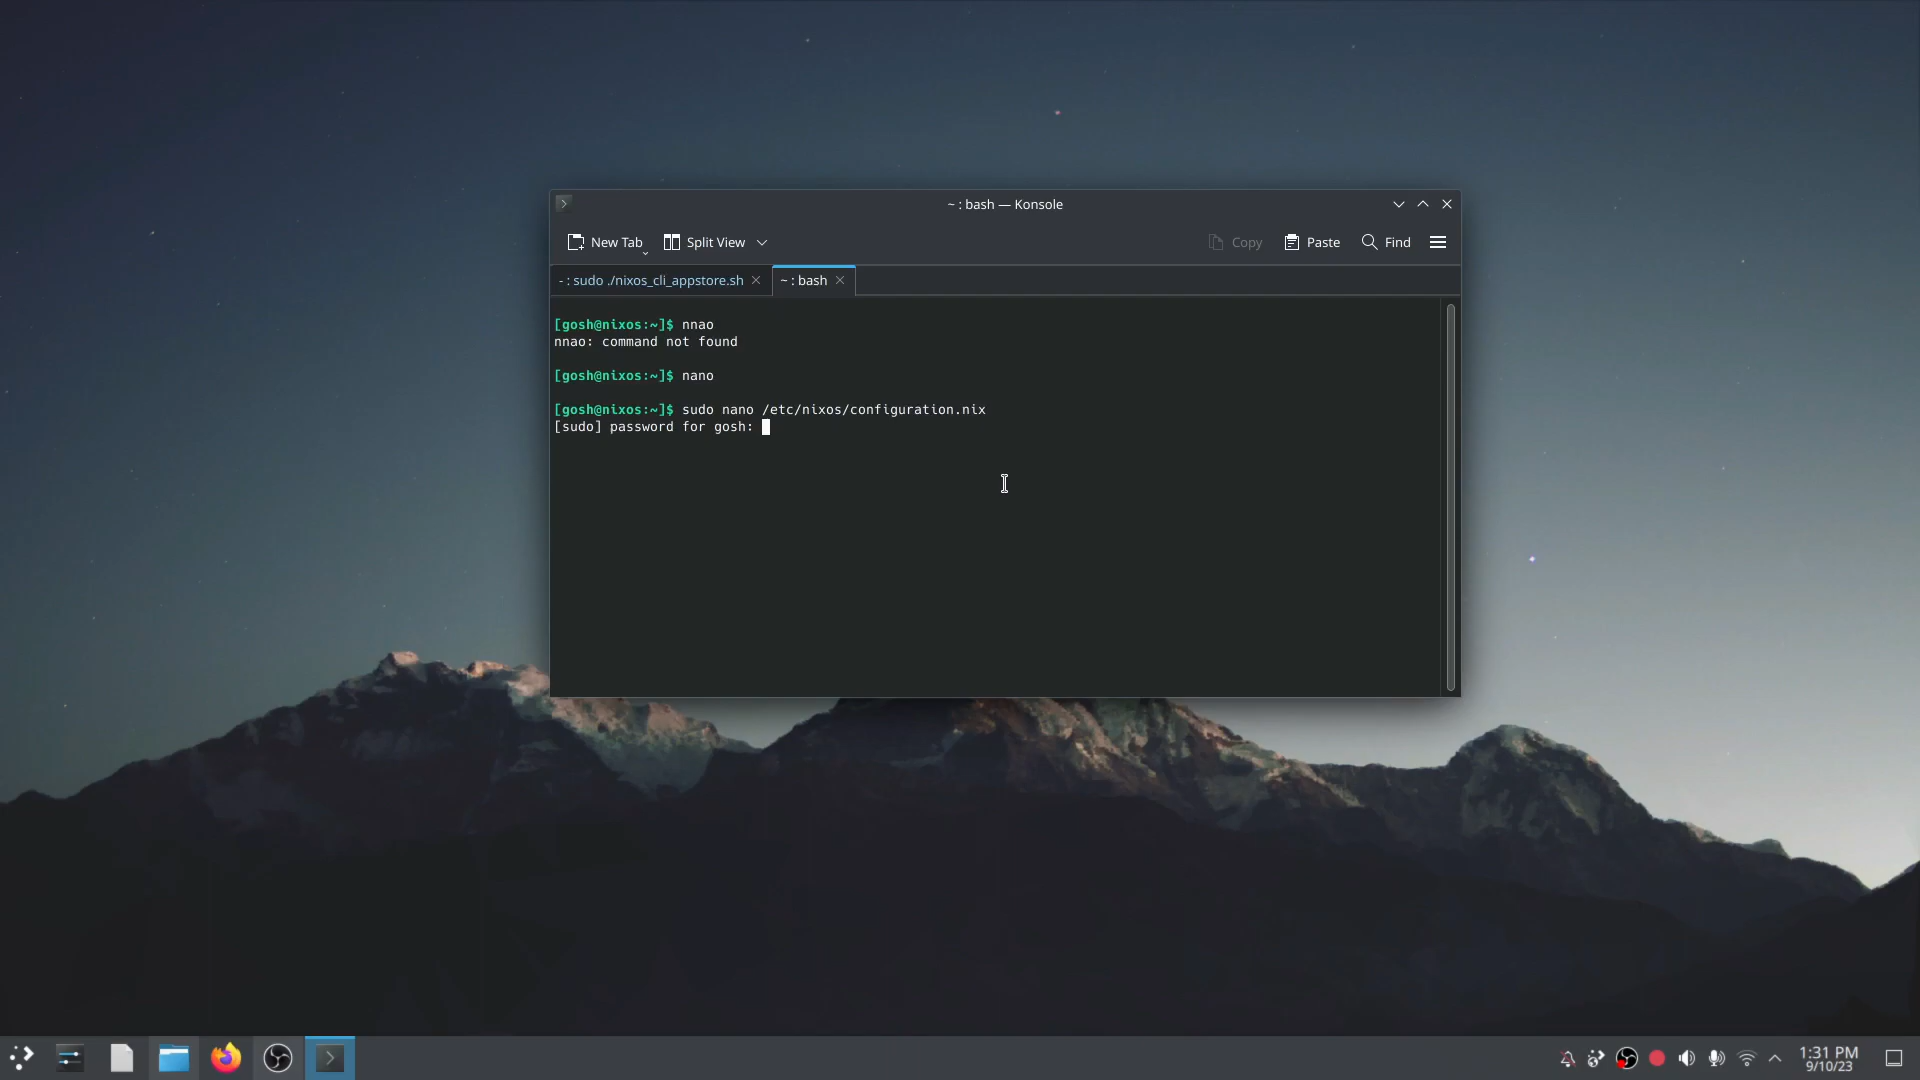 ~ : bash — Konsole
New Tab
Split View
Copy
Paste
Find
- : sudo ./nixos_cli_appstore.sh
~ : bash
[gosh@nixos:~]$ nnao
nnao: command not found
[gosh@nixos:~]$ nano
[gosh@nixos:~]$ sudo nano /etc/nixos/configuration.nix
[sudo] password for gosh:
1:31 PM
9/10/23